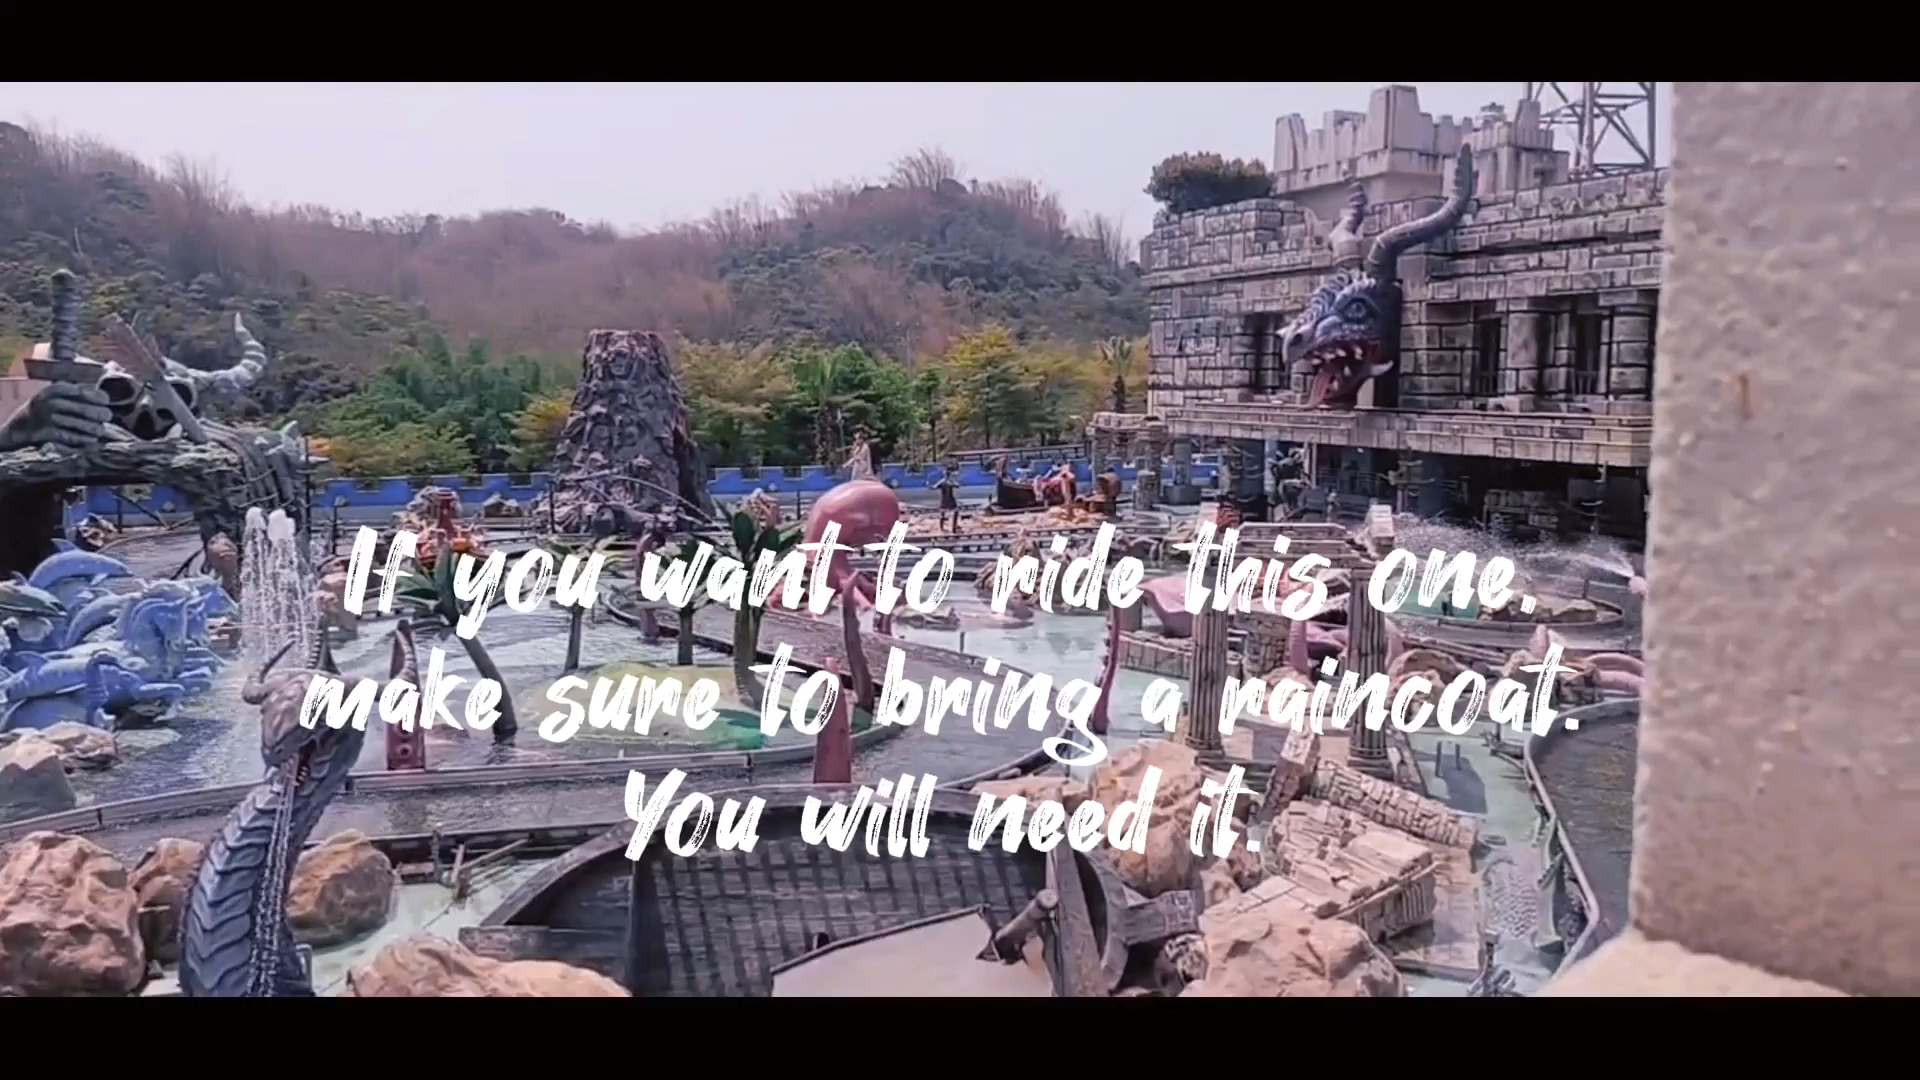 If you want to ride this one.
make sure to bring a raincoat.
You will need it.